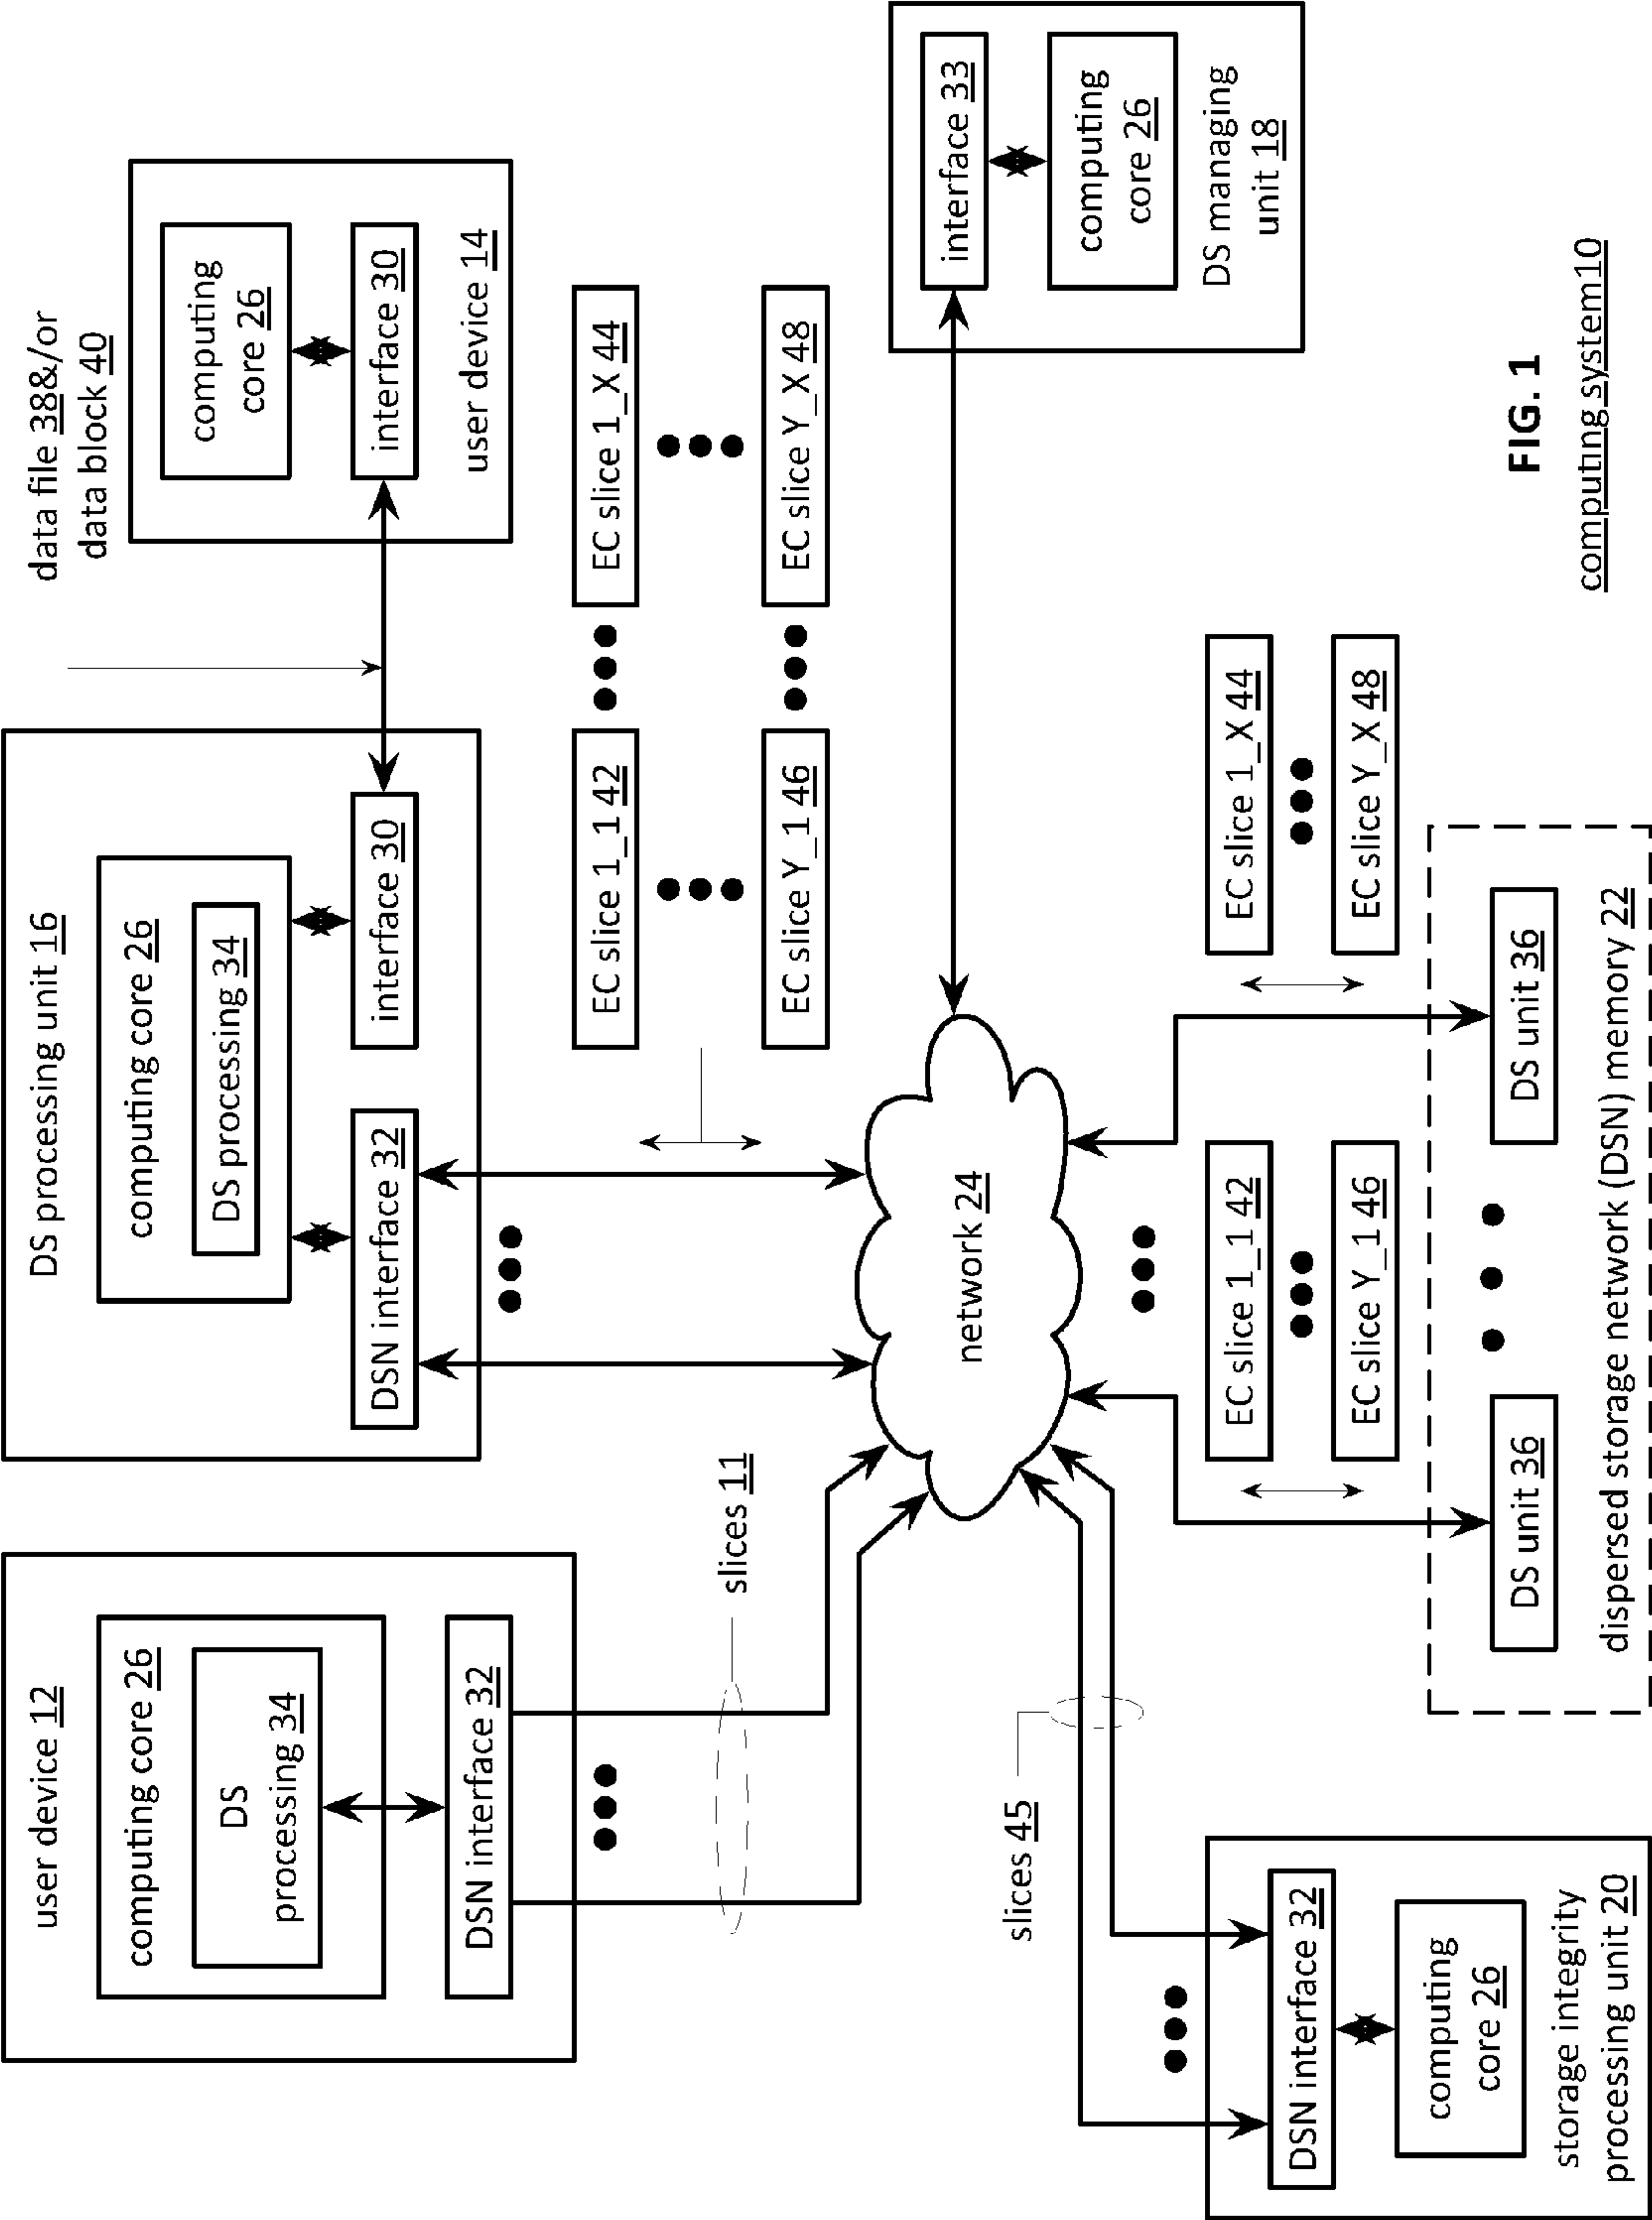 user device 12
computing core 26
DS
processing 34
DSN interface 32
DS processing unit 16
computing core 26
DS processing 34
DSN interface 32
interface 30
data file 38&/or
data block 40
computing
core 26
interface 30
user device 14
slices 11
EC slice 1_1 42
EC slice 1_X 44
EC slice Y_1 46
EC slice Y_X 48
network 24
interface 33
computing
core 26
DS managing
unit 18
slices 45
DSN interface 32
computing
core 26
storage integrity
processing unit 20
EC slice 1_1 42
EC slice Y_1 46
EC slice 1_X 44
EC slice Y_X 48
DS unit 36
DS unit 36
dispersed storage network (DSN) memory 22
FIG. 1
computing system10